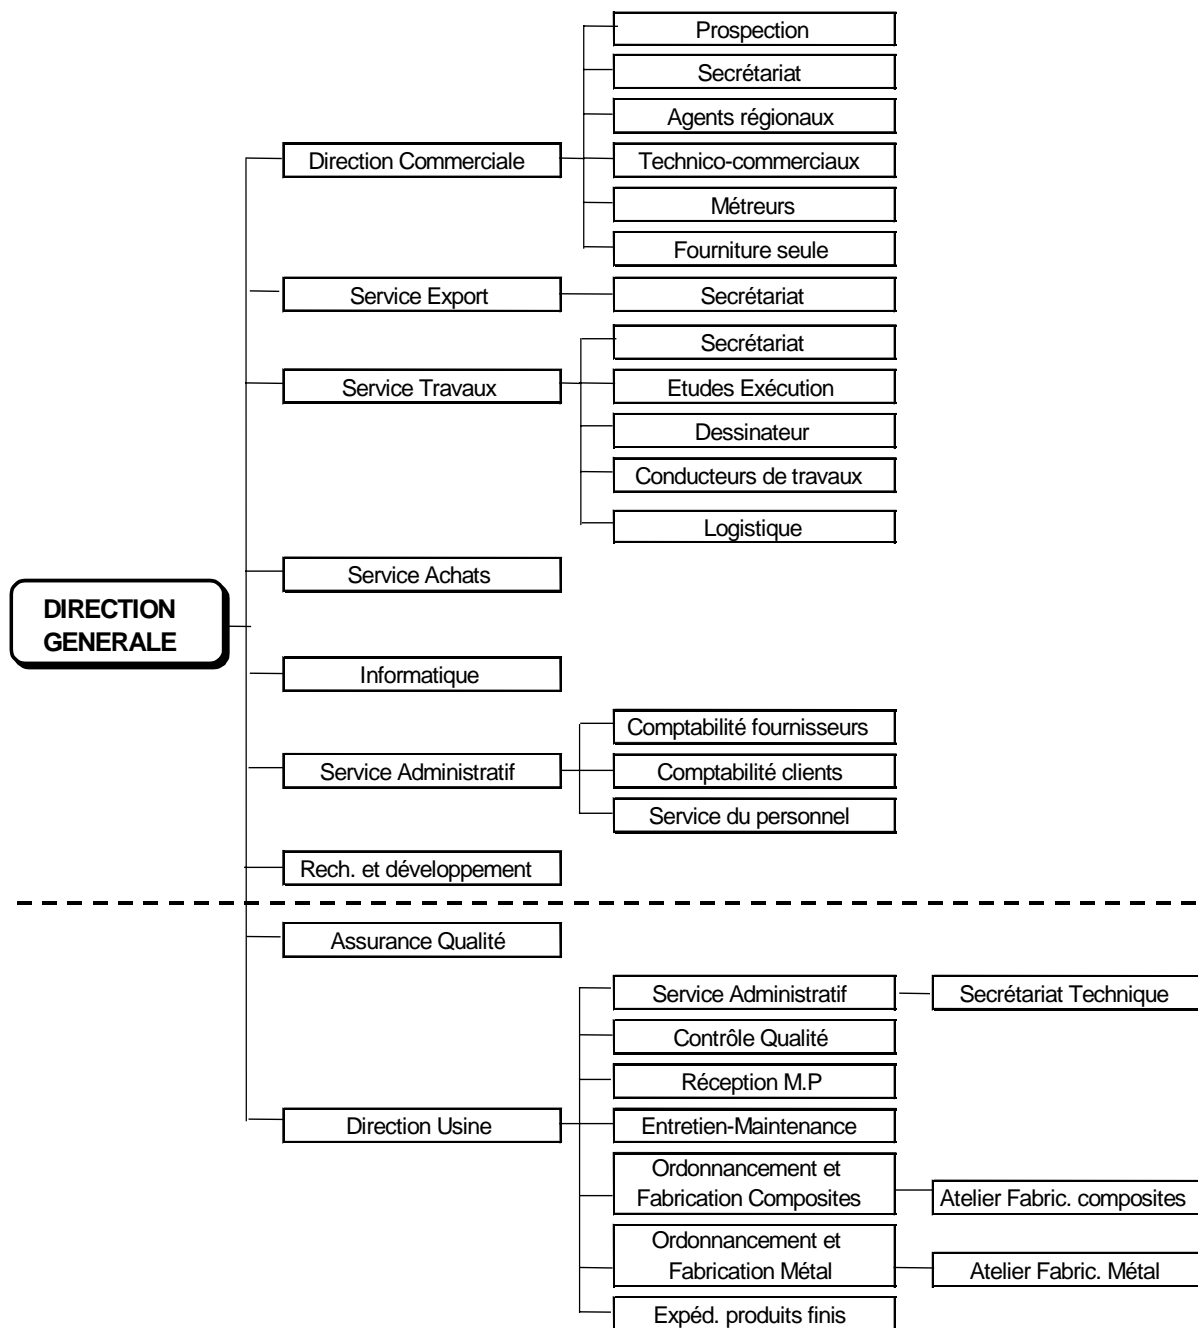 Prospection
Secrétariat
Agents régionaux
Direction Commerciale
Technico-commerciaux
Métreurs
Fourniture seule
Service Export
Secrétariat
Secrétariat
Service Travaux
Etudes Exécution
Dessinateur
Conducteurs de travaux
Logistique
Service Achats
DIRECTION
GENERALE
Informatique
Comptabilité fournisseurs
Service Administratif
Comptabilité clients
Service du personnel
Rech. et développement
Assurance Qualité
Service Administratif
Secrétariat Technique
Contrôle Qualité
Réception M.P
Direction Usine
Entretien-Maintenance
Ordonnancement et
Fabrication Composites
Atelier Fabric. composites
Ordonnancement et
Fabrication Métal
Atelier Fabric. Métal
Expéd. produits finis